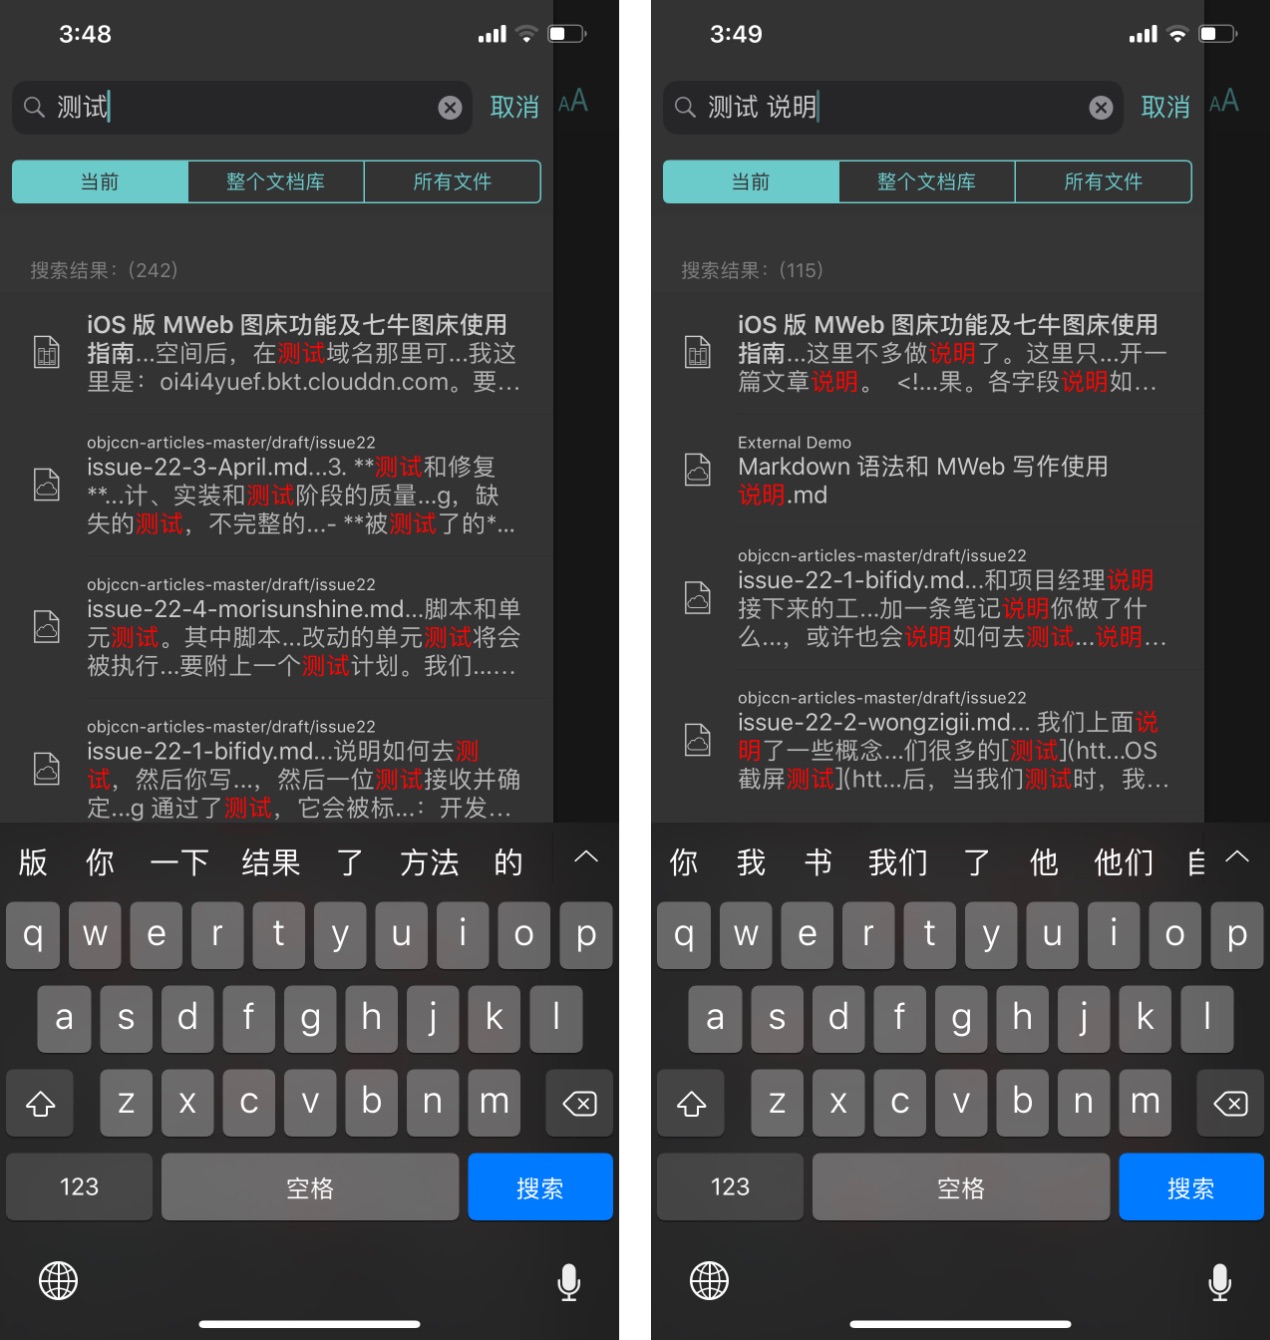 3:48
测试
取消
AA
当前
整个文档库
所有文件
搜索结果：(242)
iOS 版 MWeb 图床功能及七牛图床使用
指南...空间后，在测试域名那里可...我这
里是：oi4i4yuef.bkt.clouddn.com。要...
objccn-articles-master/draft/issue22
issue-22-3-April.md...3. **测试和修复
**...计、实装和测试阶段的质量...g，缺
失的测试，不完整的...- **被测试了的*...
objccn-articles-master/draft/issue22
issue-22-4-morisunshine.md...脚本和单
元测试。其中脚本...改动的单元测试将会
被执行...要附上一个测试计划。我们......
objccn-articles-master/draft/issue22
issue-22-1-bifidy.md...说明如何去测
试，然后你写...，然后一位测试接收并确
定...g 通过了测试，它会被标...：开发...
版 你 一下 结果 了 方法 的
q w e r t y u i o p
a s d f g h j k l
z x c v b n m
123 空格 搜索
3:49
测试 说明
取消
AA
当前
整个文档库
所有文件
搜索结果：(115)
iOS 版 MWeb 图床功能及七牛图床使用
指南...这里不多做说明了。这里只...开一
篇文章说明。 <!...果。各字段说明如...
External Demo
Markdown 语法和 MWeb 写作使用
说明.md
objccn-articles-master/draft/issue22
issue-22-1-bifidy.md...和项目经理说明
接下来的工...加一条笔记说明你做了什
么...，或许也会说明如何去测试...说明...
objccn-articles-master/draft/issue22
issue-22-2-wongzigii.md... 我们上面说
明了一些概念...们很多的[测试](htt...OS
截屏测试](htt...后，当我们测试时，我...
你 我 书 我们 了 他 他们
q w e r t y u i o p
a s d f g h j k l
z x c v b n m
123 空格 搜索